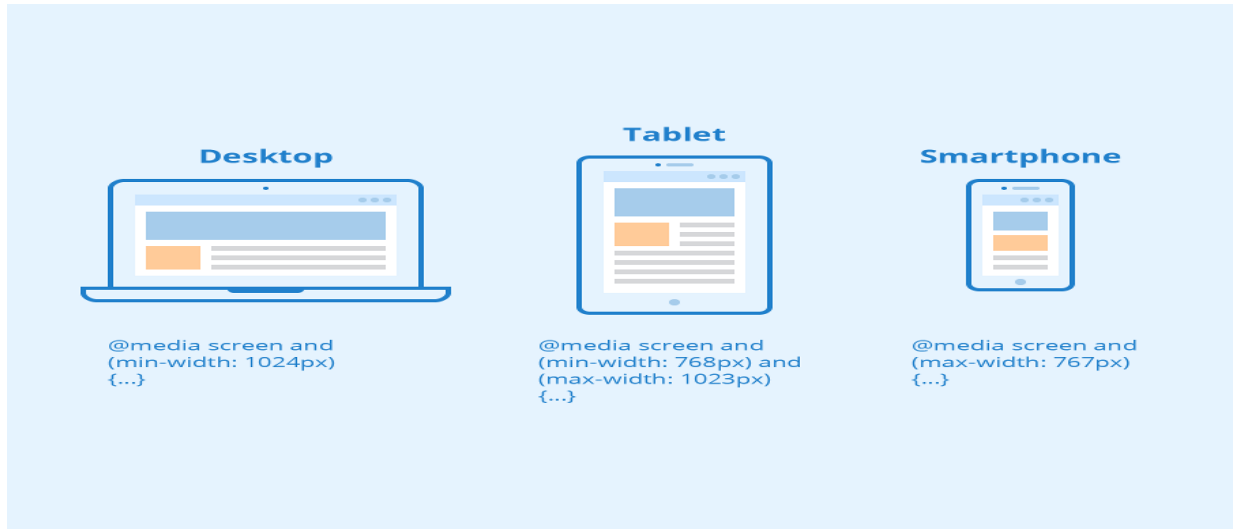 Desktop
@media screen and
(min-width: 1024px)
{...}
Tablet
@media screen and
(min-width: 768px) and
(max-width: 1023px)
{...}
Smartphone
@media screen and
(max-width: 767px)
{...}